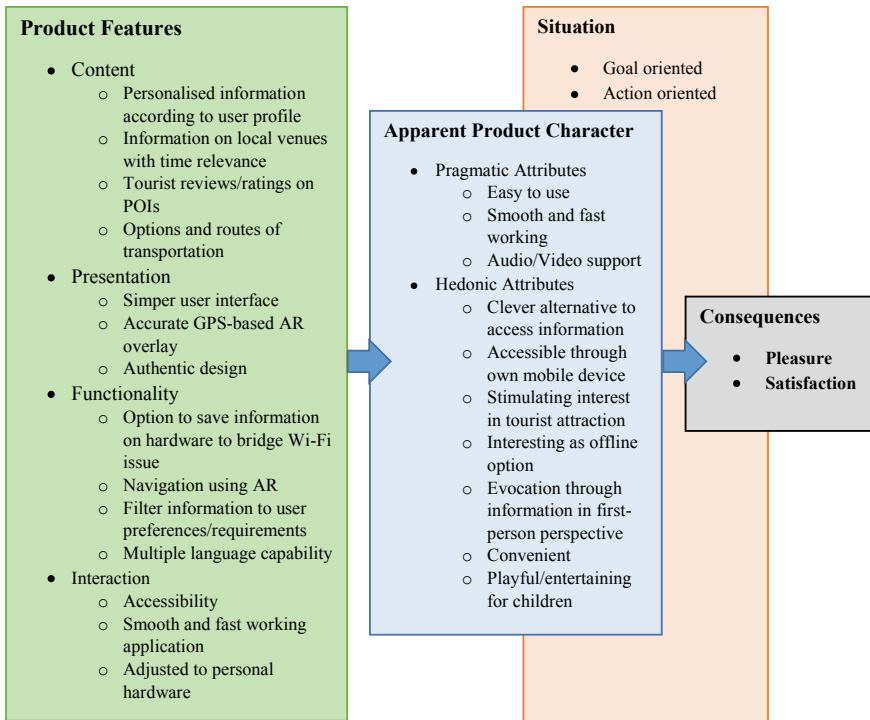 Product Features
• Content
o Personalised information
according to user profile
o Information on local venues
with time relevance
o Tourist reviews/ratings on
POIs
o Options and routes of
transportation
• Presentation
o Simper user interface
o Accurate GPS-based AR
overlay
o Authentic design
• Functionality
o Option to save information
on hardware to bridge Wi-Fi
issue
o Navigation using AR
o Filter information to user
preferences/requirements
o Multiple language capability
• Interaction
o Accessibility
o Smooth and fast working
application
o Adjusted to personal
hardware
Apparent Product Character
• Pragmatic Attributes
o Easy to use
o Smooth and fast
working
o Audio/Video support
• Hedonic Attributes
o Clever alternative to
access information
o Accessible through
own mobile device
o Stimulating interest
in tourist attraction
o Interesting as offline
option
o Evocation through
information in first-
person perspective
o Convenient
o Playful/entertaining
for children
Situation
• Goal oriented
• Action oriented
Consequences
• Pleasure
• Satisfaction